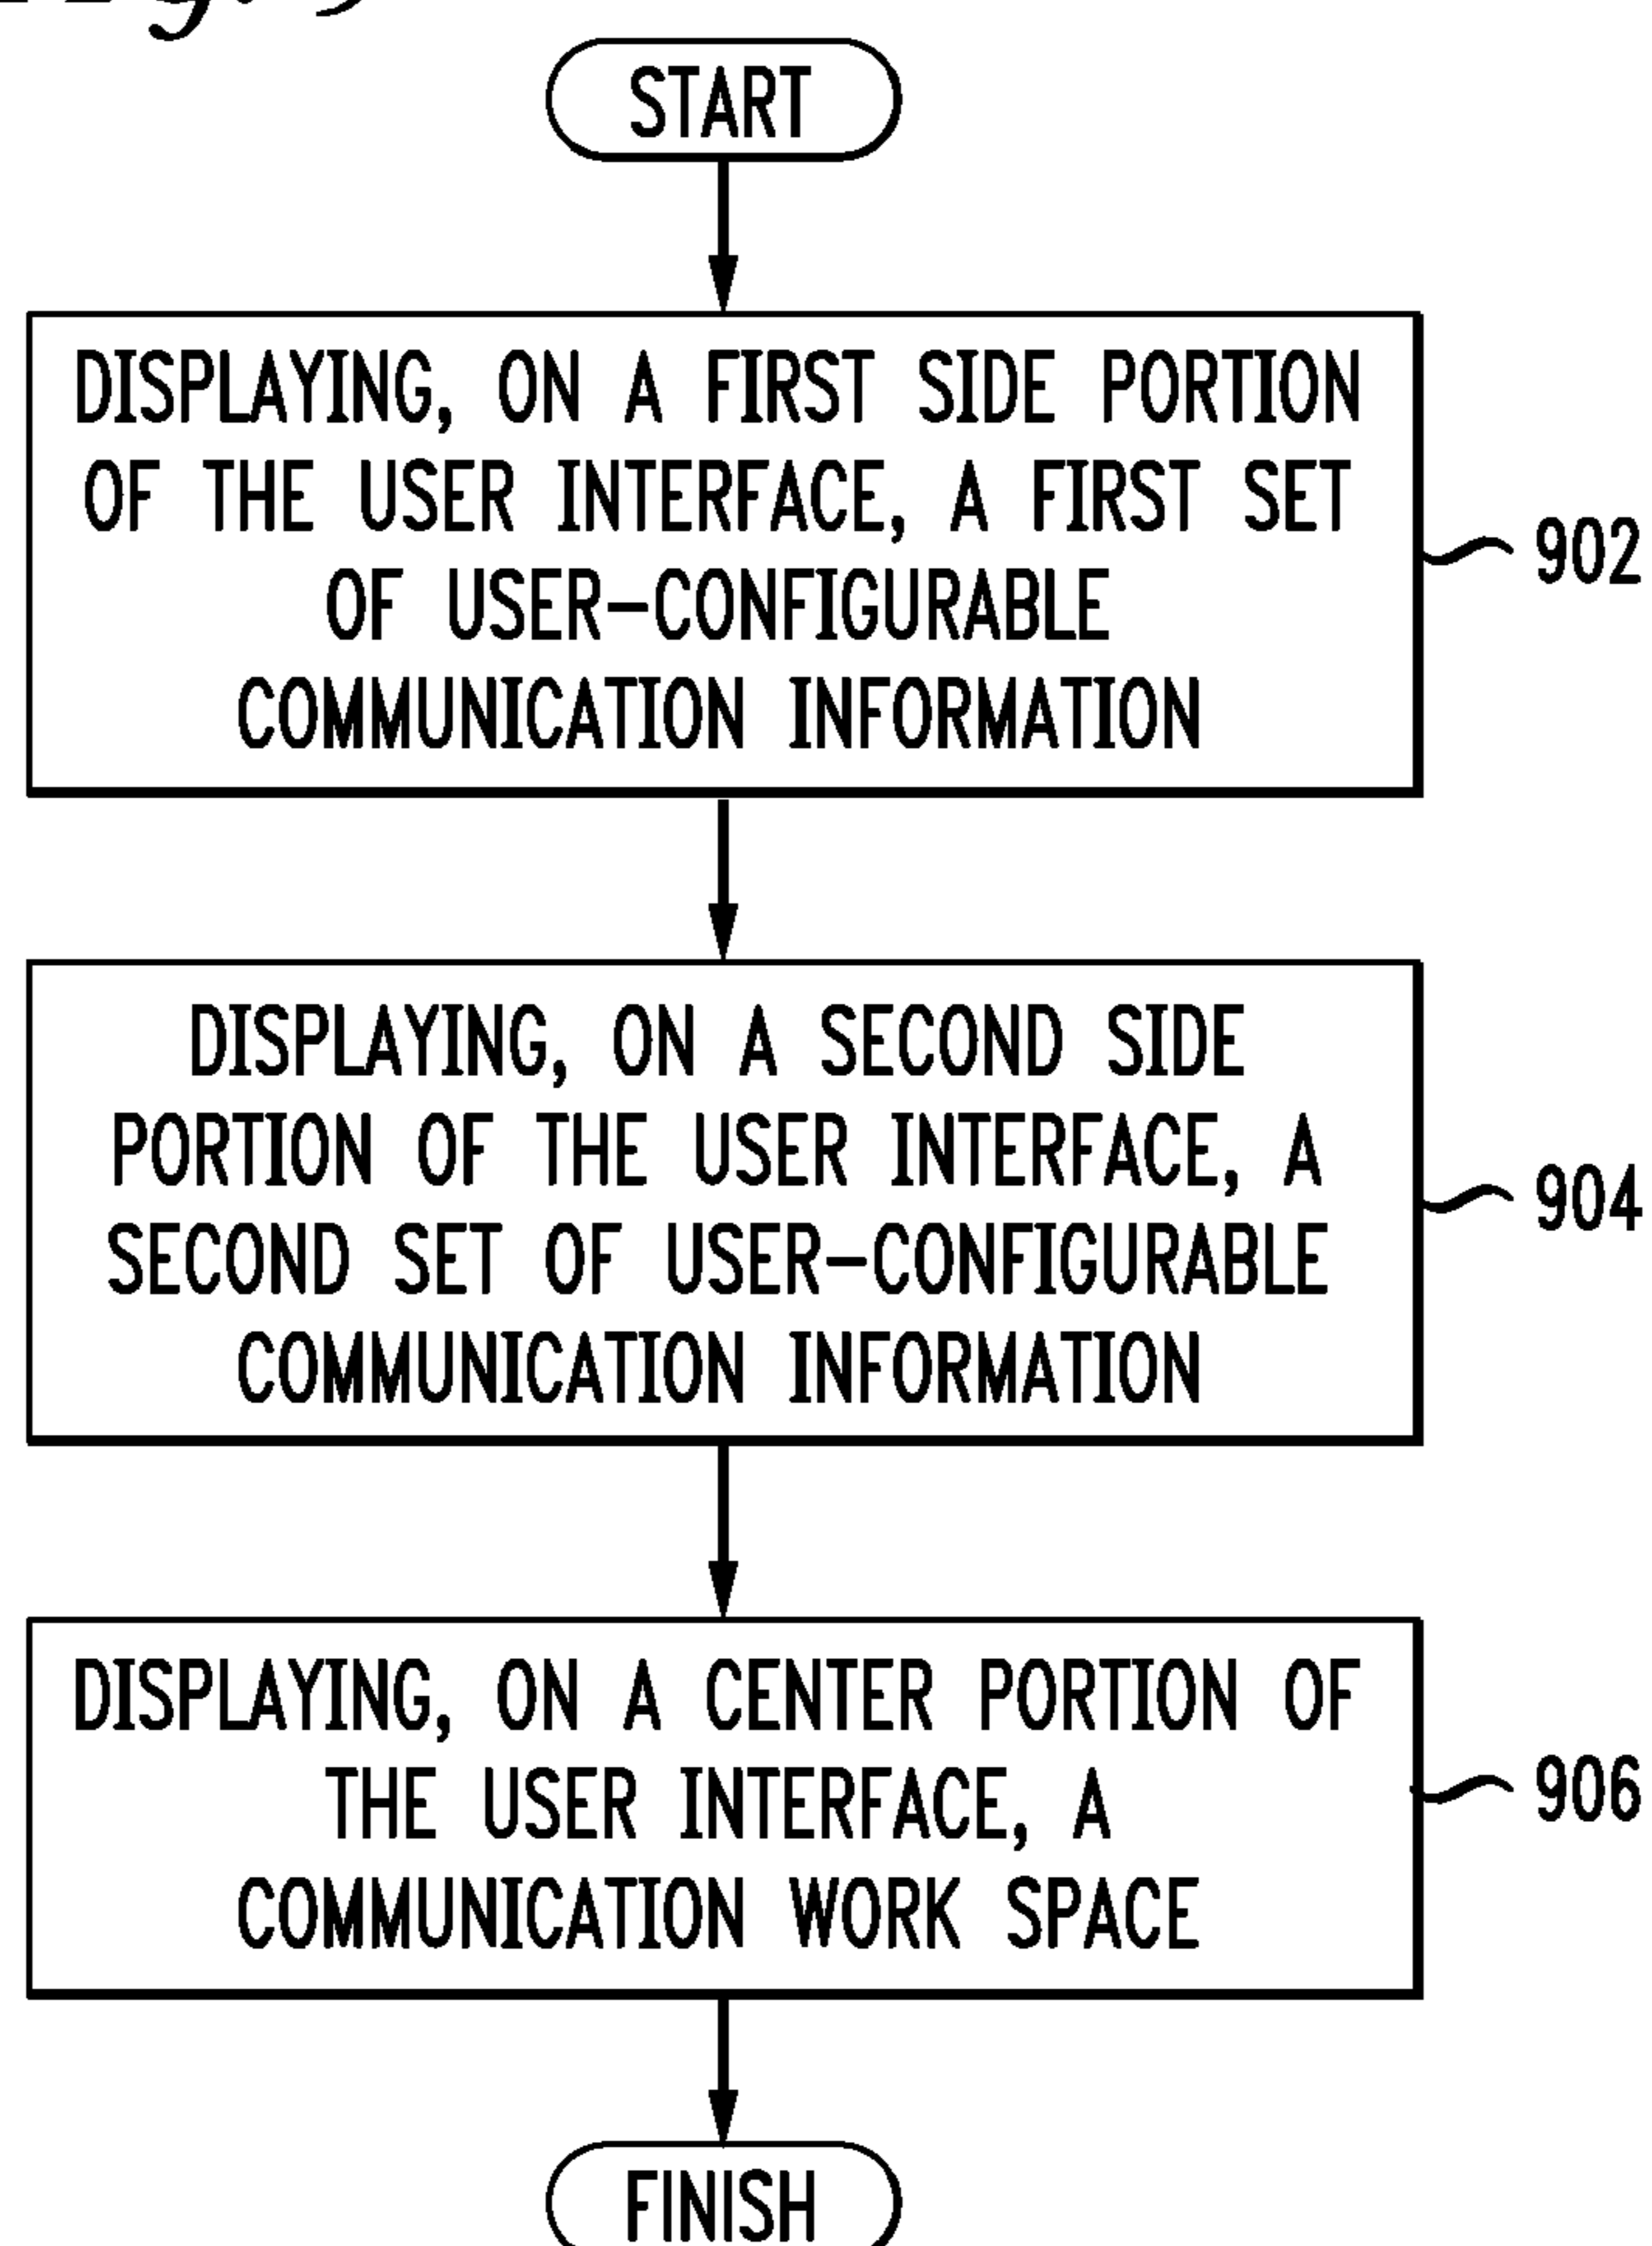 START
DISPLAYING, ON A FIRST SIDE PORTION
OF THE USER INTERFACE, A FIRST SET
OF USER-CONFIGURABLE
COMMUNICATION INFORMATION
902
DISPLAYING, ON A SECOND SIDE
PORTION OF THE USER INTERFACE, A
SECOND SET OF USER-CONFIGURABLE
COMMUNICATION INFORMATION
904
DISPLAYING, ON A CENTER PORTION OF
THE USER INTERFACE, A
COMMUNICATION WORK SPACE
906
FINISH